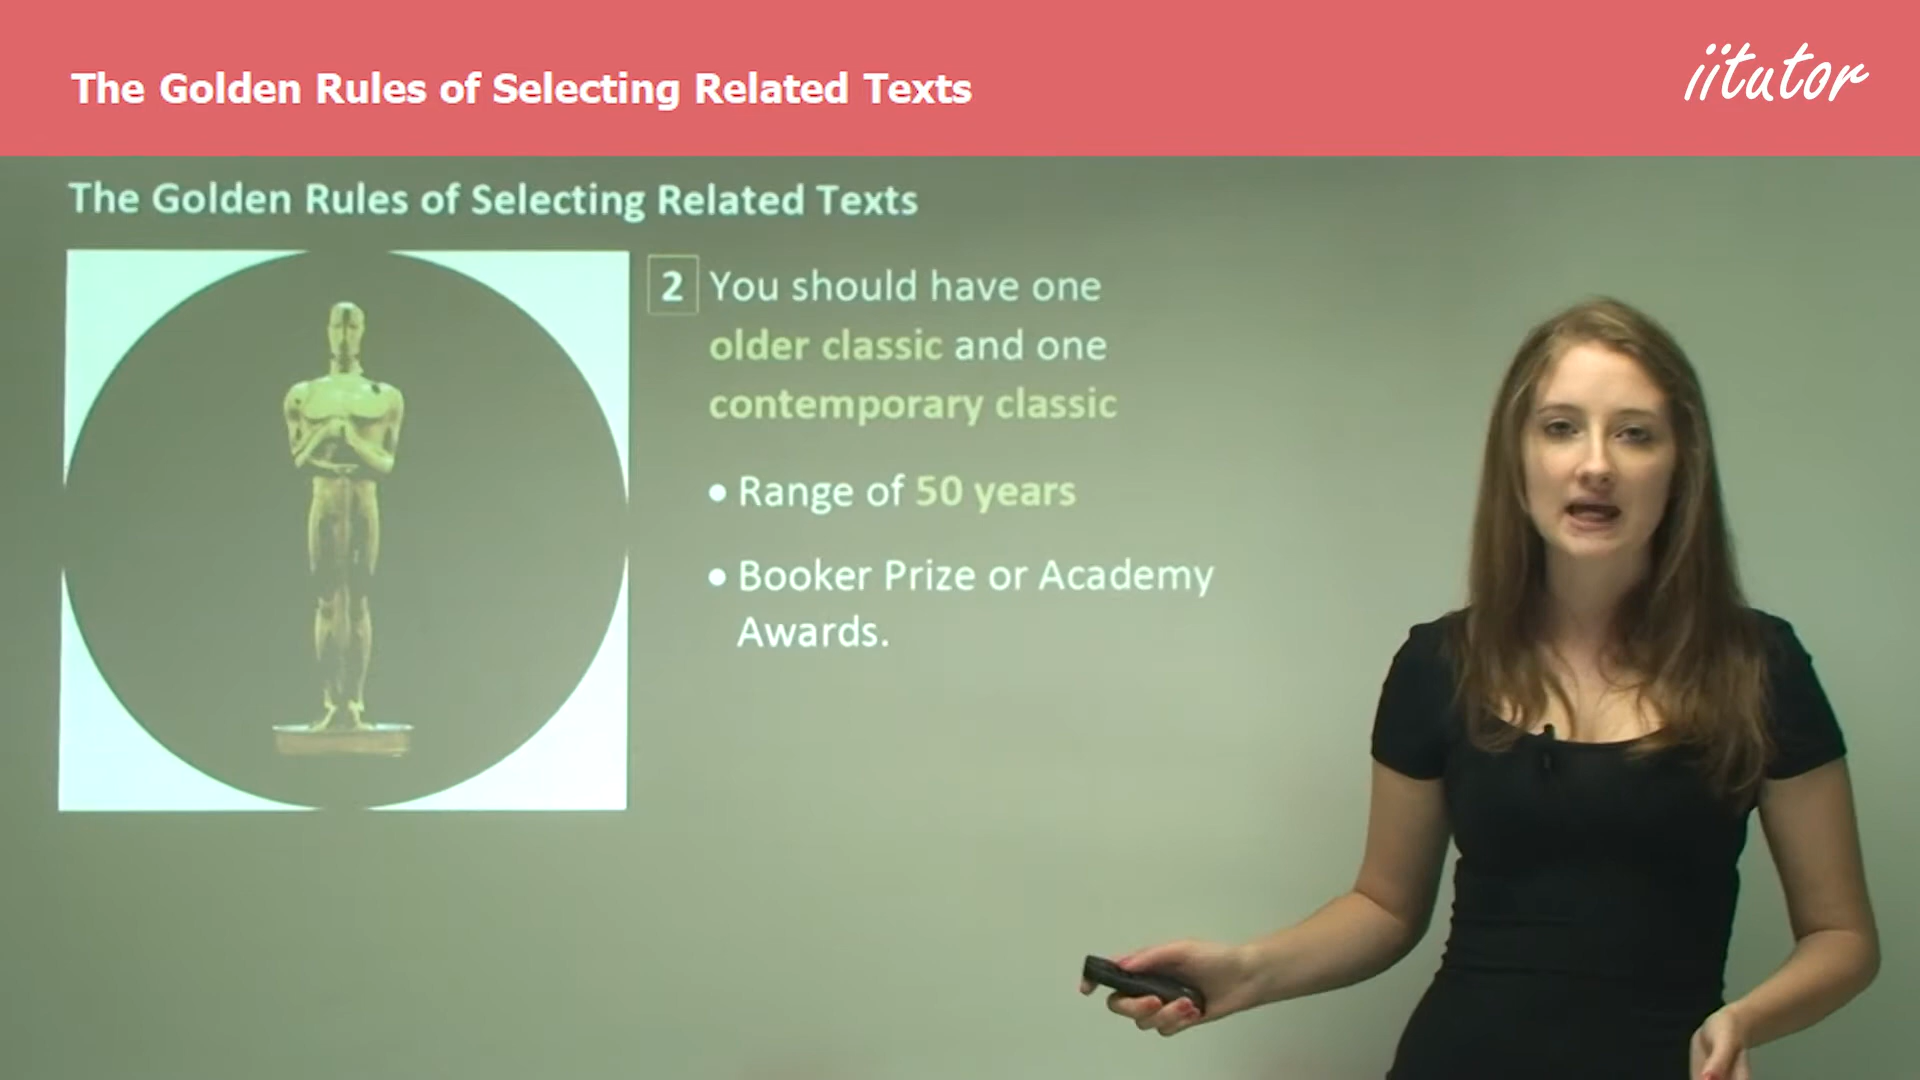 The Golden Rules of Selecting Related Texts
iitutor
The Golden Rules of Selecting Related Texts
2 You should have one
older classic and one
contemporary classic
• Range of 50 years
• Booker Prize or Academy
Awards.